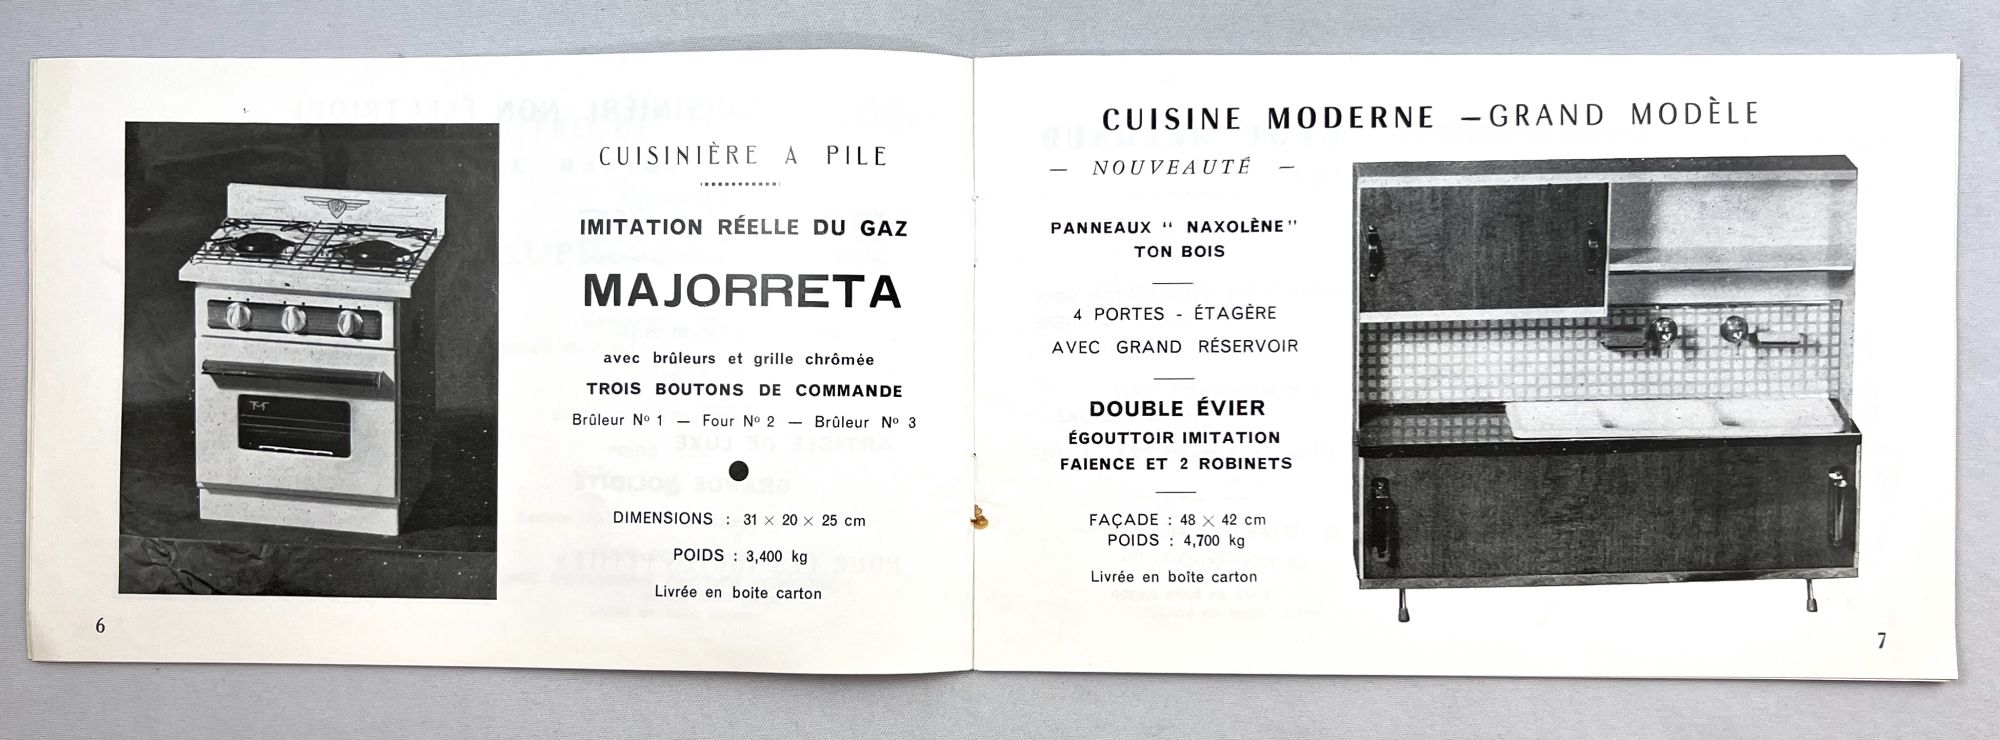 CUISINIÈRE A PILE
IMITATION RÉELLE DU GAZ
MAJORRETA
avec brûleurs et grille chrômée
TROIS BOUTONS DE COMMANDE
Brûleur Nº 1 — Four Nº 2 — Brûleur Nº 3
DIMENSIONS : 31 × 20 × 25 cm
POIDS : 3,400 kg
Livrée en boite carton
6
CUISINE MODERNE — GRAND MODÈLE
— NOUVEAUTÉ —
PANNEAUX “ NAXOLÈNE ”
TON BOIS
4 PORTES - ÉTAGÈRE
AVEC GRAND RÉSERVOIR
DOUBLE ÉVIER
ÉGOUTTOIR IMITATION
FAIENCE ET 2 ROBINETS
FAÇADE : 48 × 42 cm
POIDS : 4,700 kg
Livrée en boîte carton
7